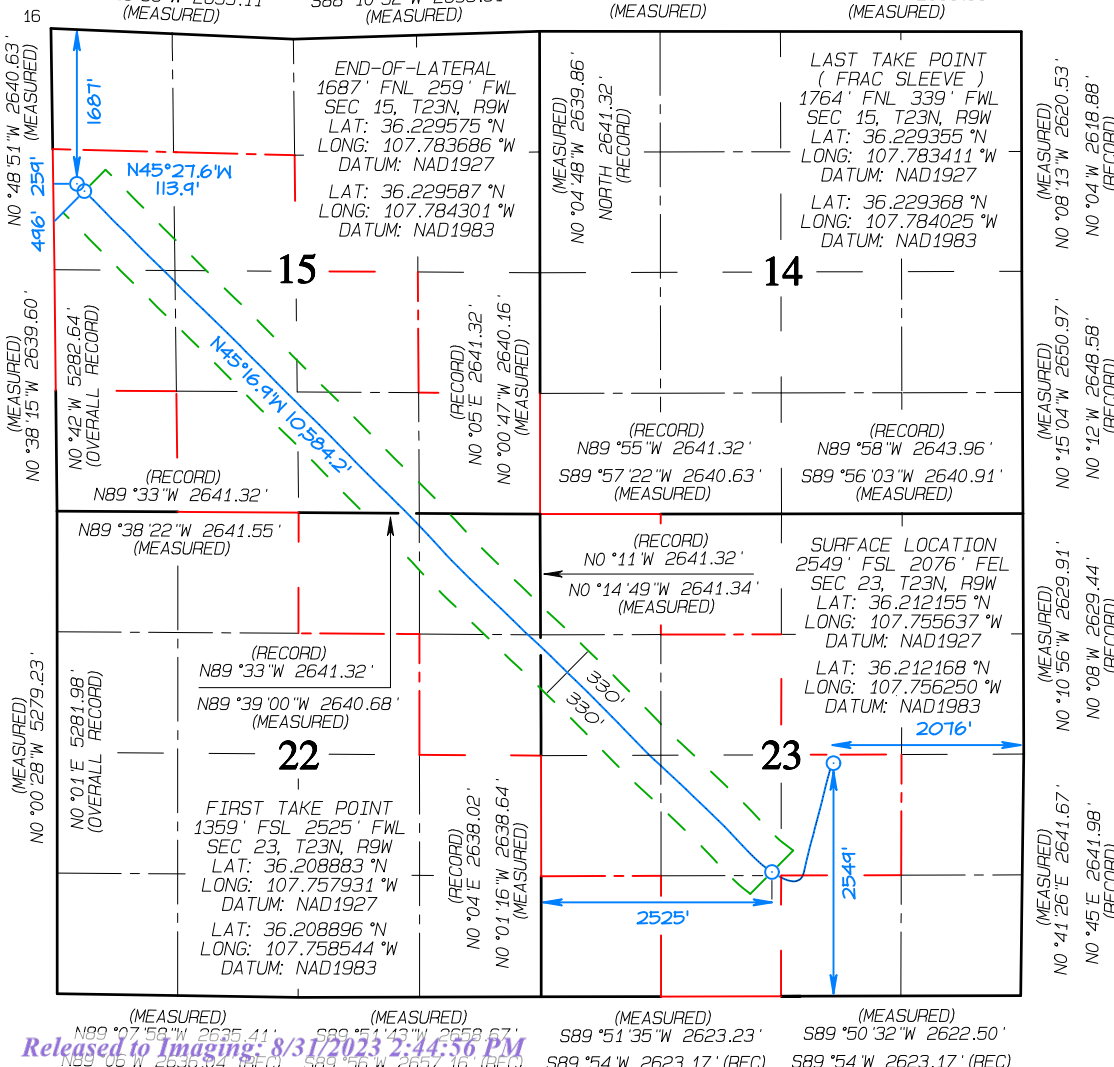 16
(MEASURED)
(MEASURED)
(MEASURED)
(MEASURED)
N0°48'51"W 2640.63'
(MEASURED)
1687'
259'
496'
N45°27.6'W
113.9'
END-OF-LATERAL
1687' FNL 259' FWL
SEC 15, T23N, R9W
LAT: 36.229575 °N
LONG: 107.783686 °W
DATUM: NAD1927
LAT: 36.229587 °N
LONG: 107.784301 °W
DATUM: NAD1983
(MEASURED)
N0°04'48"W 2639.86'
NORTH 2641.32'
(RECORD)
LAST TAKE POINT
( FRAC SLEEVE )
1764' FNL 339' FWL
SEC 15, T23N, R9W
LAT: 36.229355 °N
LONG: 107.783411 °W
DATUM: NAD1927
LAT: 36.229368 °N
LONG: 107.784025 °W
DATUM: NAD1983
(MEASURED)
N0°08'13"W 2620.53'
N0°04'W 2618.88'
(RECORD)
15
14
(MEASURED)
N0°38'15"W 2639.60'
N0°42'W 5282.64'
(OVERALL RECORD)
N45°16.9'W 10,584.2'
(RECORD)
N0°05'E 2641.32'
N0°00'47"W 2640.16'
(MEASURED)
(RECORD)
N89°55'W 2641.32'
S89°57'22"W 2640.63'
(MEASURED)
(RECORD)
N89°58'W 2643.96'
S89°56'03"W 2640.91'
(MEASURED)
(MEASURED)
N0°15'04"W 2650.97'
N0°12'W 2648.58'
(RECORD)
(RECORD)
N89°33'W 2641.32'
N89°38'22"W 2641.55'
(MEASURED)
(RECORD)
N0°11'W 2641.32'
N0°14'49"W 2641.34'
(MEASURED)
SURFACE LOCATION
2549' FSL 2076' FEL
SEC 23, T23N, R9W
LAT: 36.212155 °N
LONG: 107.755637 °W
DATUM: NAD1927
LAT: 36.212168 °N
LONG: 107.756250 °W
DATUM: NAD1983
(MEASURED)
N0°10'56"W 2629.91'
N0°08'W 2629.44'
(RECORD)
(MEASURED)
N0°00'28"W 5279.23'
N0°01'E 5281.98'
(OVERALL RECORD)
(RECORD)
N89°33'W 2641.32'
N89°39'00"W 2640.68'
(MEASURED)
330'
330'
2076'
22
23
FIRST TAKE POINT
1359' FSL 2525' FWL
SEC 23, T23N, R9W
LAT: 36.208883 °N
LONG: 107.757931 °W
DATUM: NAD1927
LAT: 36.208896 °N
LONG: 107.758544 °W
DATUM: NAD1983
(RECORD)
N0°04'E 2638.02'
N0°01'16"W 2638.64'
(MEASURED)
2525'
2549'
(MEASURED)
N0°41'26"E 2641.67'
N0°45'E 2641.98'
(RECORD)
(MEASURED)
N89°07'58"W 2635.41'
(MEASURED)
S89°51'43"W 2658.67'
(MEASURED)
S89°51'35"W 2623.23'
S89°54'W 2623.17' (REC)
(MEASURED)
S89°50'32"W 2622.50'
S89°54'W 2623.17' (REC)
Released to Imaging: 8/31/2023 2:44:56 PM